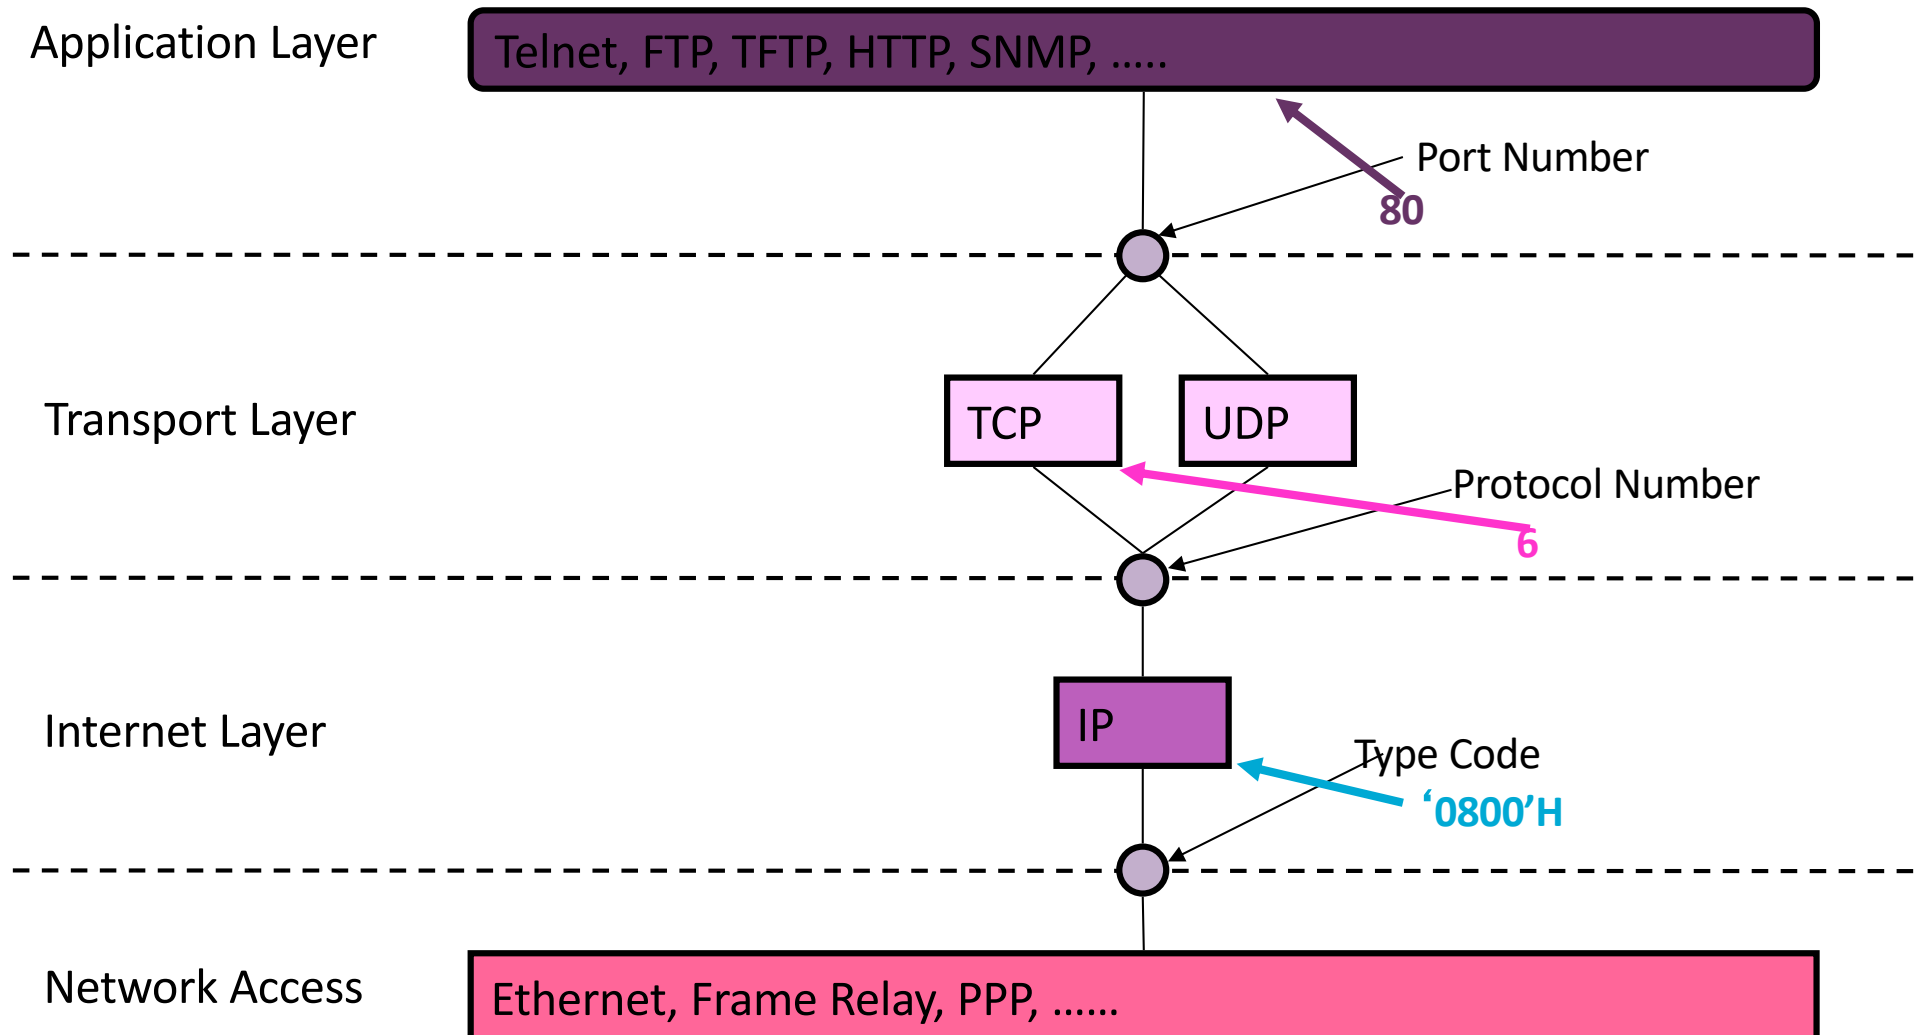 Application Layer
Telnet, FTP, TFTP, HTTP, SNMP, .....
Port Number
80
Transport Layer
TCP
UDP
Protocol Number
6
Internet Layer
IP
Type Code
‘0800’H
Network Access
Ethernet, Frame Relay, PPP, ......